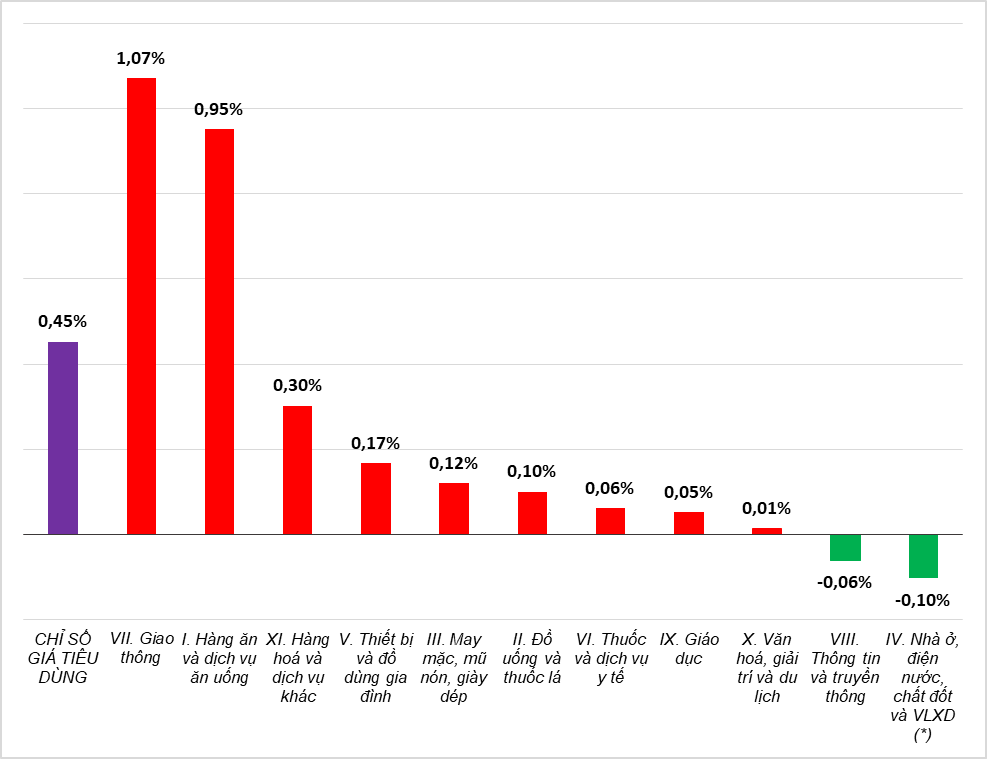 1,07%
0,95%
0,45%
0,30%
0,17%
0,12%
0,10%
0,06%
0,05%
0,01%
-0,06%
-0,10%
CHỈ SỐ
GIÁ TIÊU
DÙNG
VII. Giao
thông
I. Hàng ăn
và dịch vụ
ăn uống
XI. Hàng
hoá và
dịch vụ
khác
V. Thiết bị
và đồ
dùng gia
đình
III. May
mặc, mũ
nón, giày
dép
II. Đồ
uống và
thuốc lá
VI. Thuốc
và dịch vụ
y tế
IX. Giáo
dục
X. Văn
hoá, giải
trí và du
lịch
VIII.
Thông tin
và truyền
thông
IV. Nhà ở,
điện
nước,
chất đốt
và VLXD
(*)